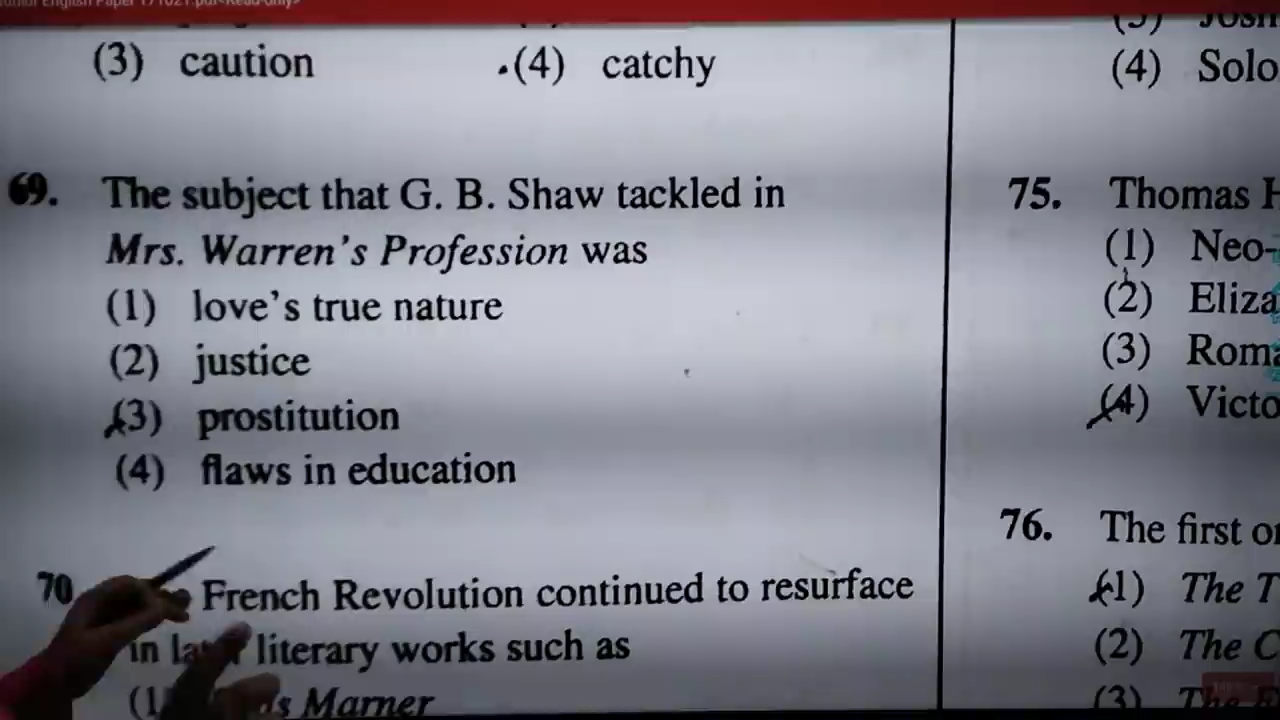 (3) caution
(4) catchy
69. The subject that G. B. Shaw tackled in
Mrs. Warren's Profession was
(1) love's true nature
(2) justice
(3) prostitution
(4) flaws in education
70
French Revolution continued to resurface
in literary works such as
Marner
(4) Solo
75. Thomas H
(1) Neo-
(2) Eliza
(3) Roma
(4) Victo
76. The first
(1) The T
(2) The C
(3) The